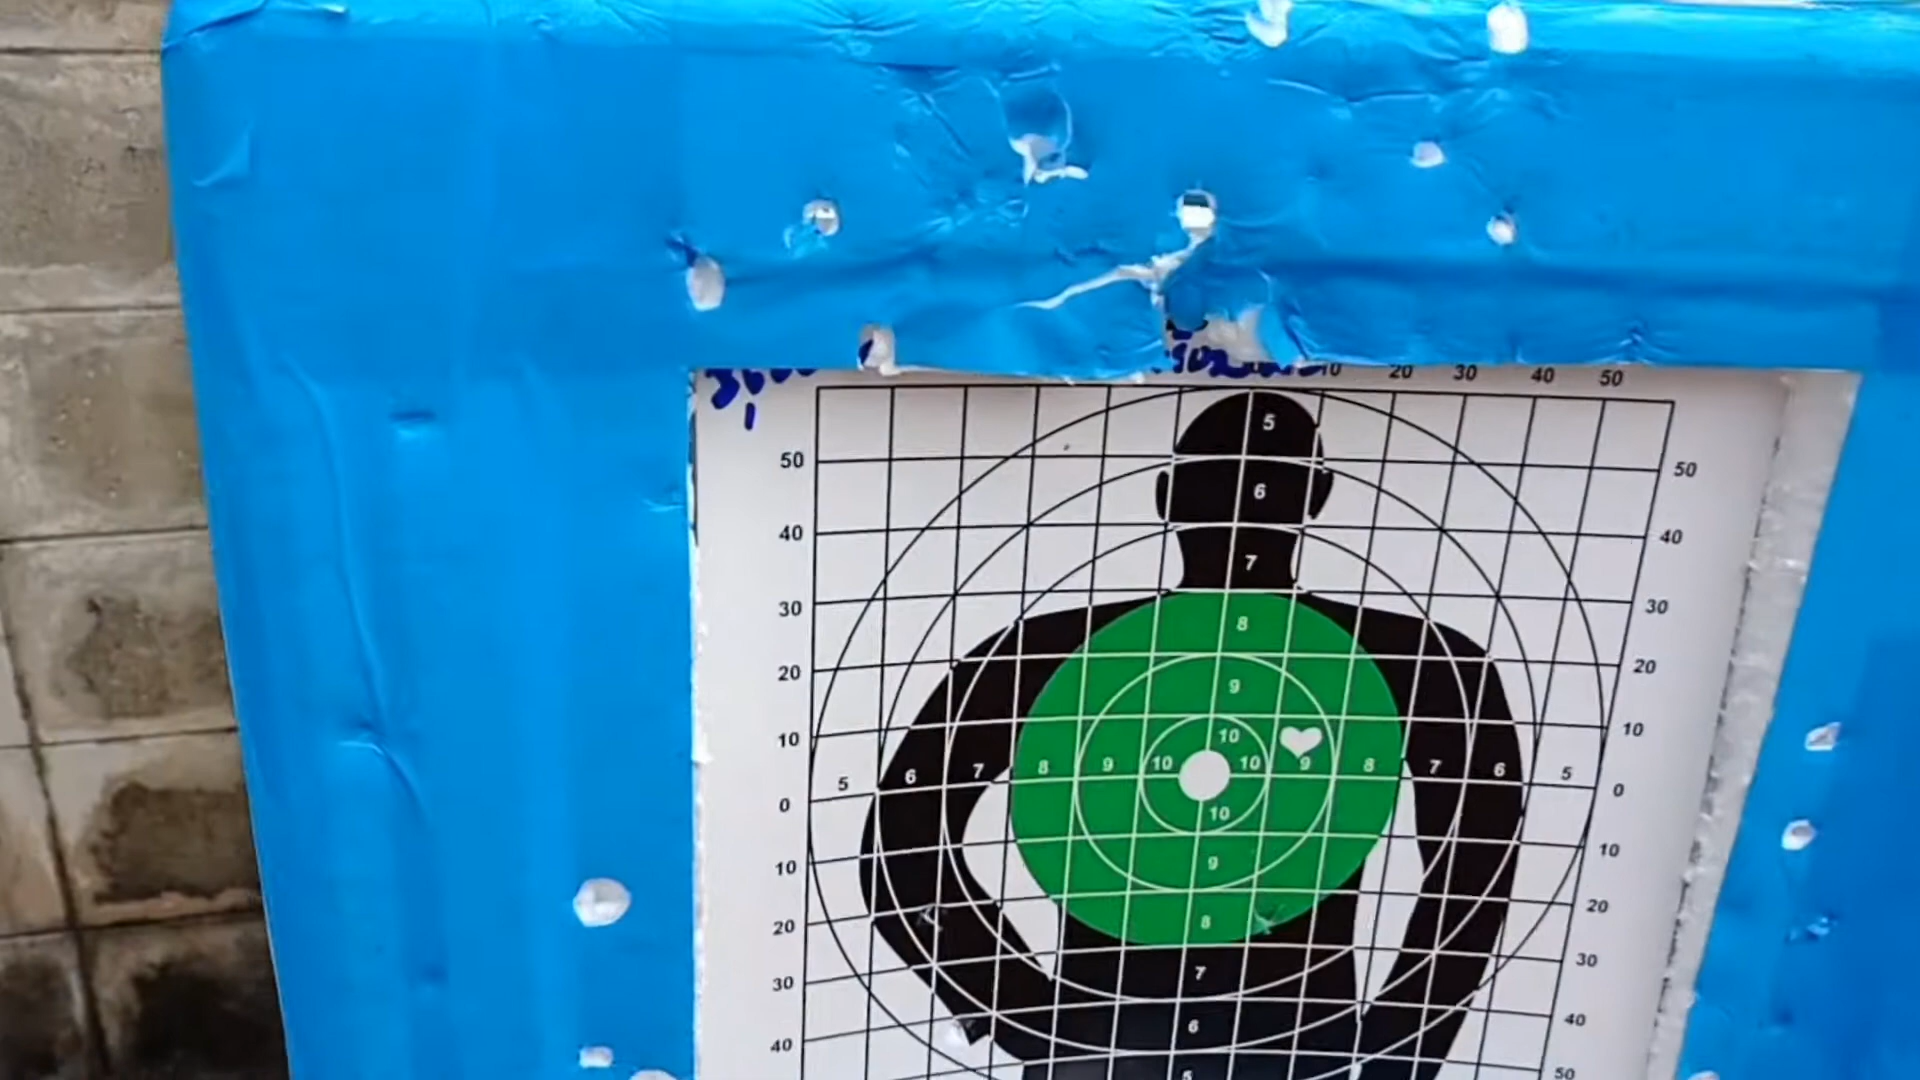 10 20 30 40 50
5
50 50
6
40 40
7
30 30
8
20 20
9
10 10
10
5 6 7 8 9 10 10 9 8 7 6 5
0 0
10
10 9 10
20 8 20
30 7 30
40 6 40
5 50